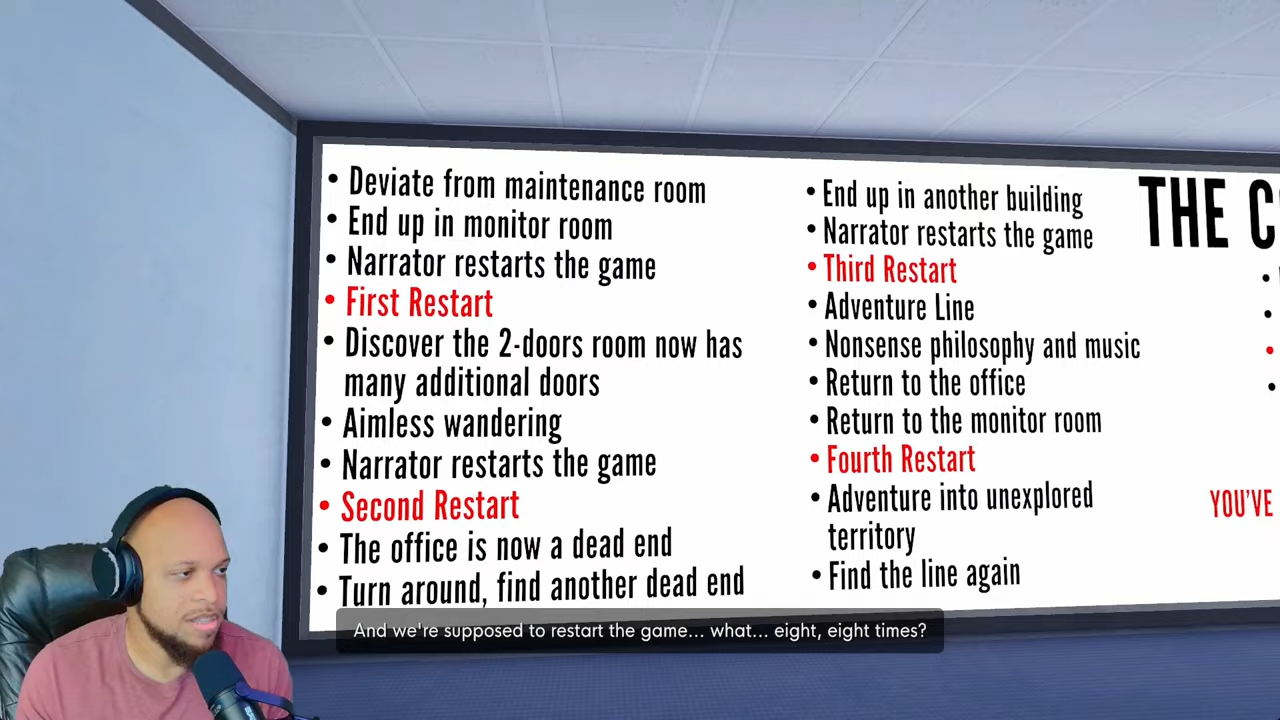 • Deviate from maintenance room
• End up in monitor room
• Narrator restarts the game
• First Restart
• Discover the 2-doors room now has
many additional doors
• Aimless wandering
• Narrator restarts the game
• Second Restart
• The office is now a dead end
• Turn around, find another dead end
• End up in another building
• Narrator restarts the game
• Third Restart
• Adventure Line
• Nonsense philosophy and music
• Return to the office
• Return to the monitor room
• Fourth Restart
• Adventure into unexplored
territory
• Find the line again
THE
YOU'VE
And we're supposed to restart the game... what... eight, eight times?